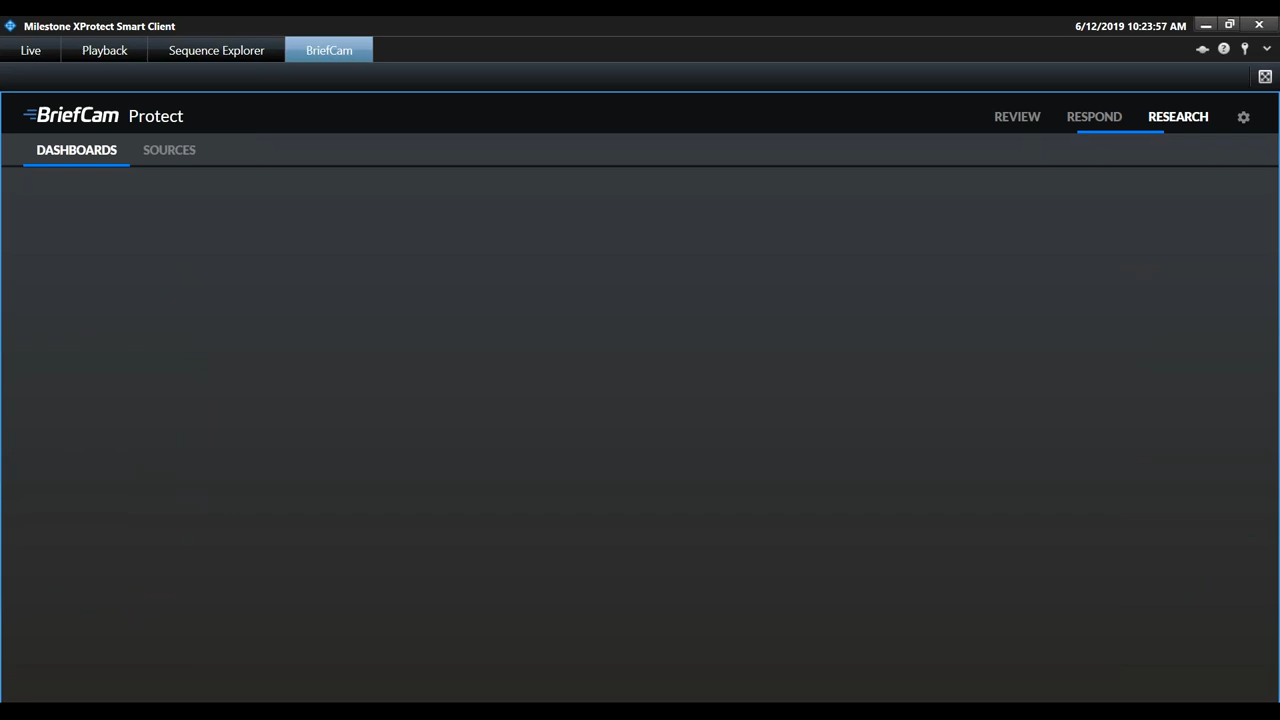 Milestone XProtect Smart Client 6/12/2019 10:23:57 AM
Live Playback Sequence Explorer BriefCam
BriefCam Protect REVIEW RESPOND RESEARCH
DASHBOARDS SOURCES